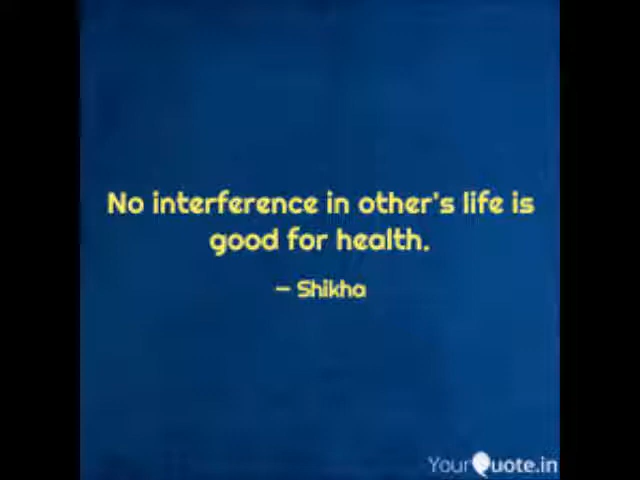 No interference in other's life is
good for health.
– Shikha
YourQuote.in